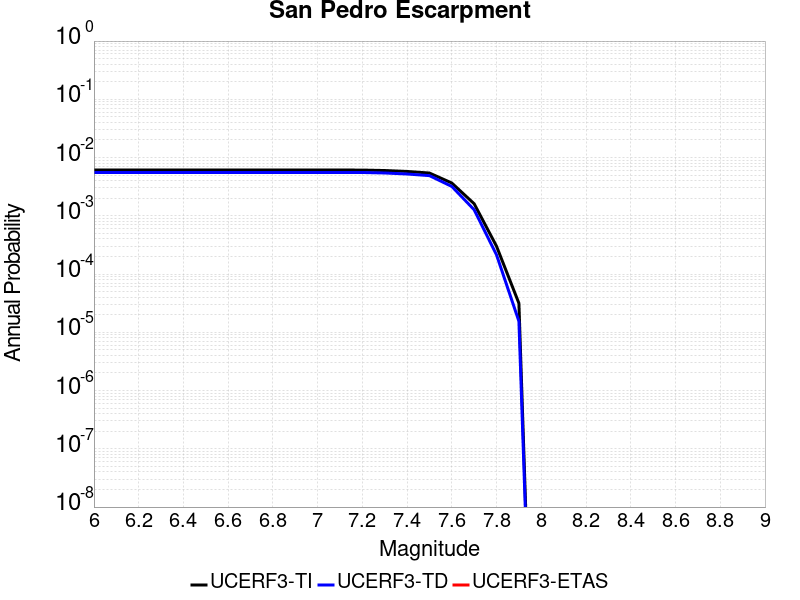 San Pedro Escarpment
10^0
10^-1
10^-2
10^-3
10^-4
10^-5
10^-6
10^-7
10^-8
Annual Probability
6 6.2 6.4 6.6 6.8 7 7.2 7.4 7.6 7.8 8 8.2 8.4 8.6 8.8 9
Magnitude
UCERF3-TI UCERF3-TD UCERF3-ETAS